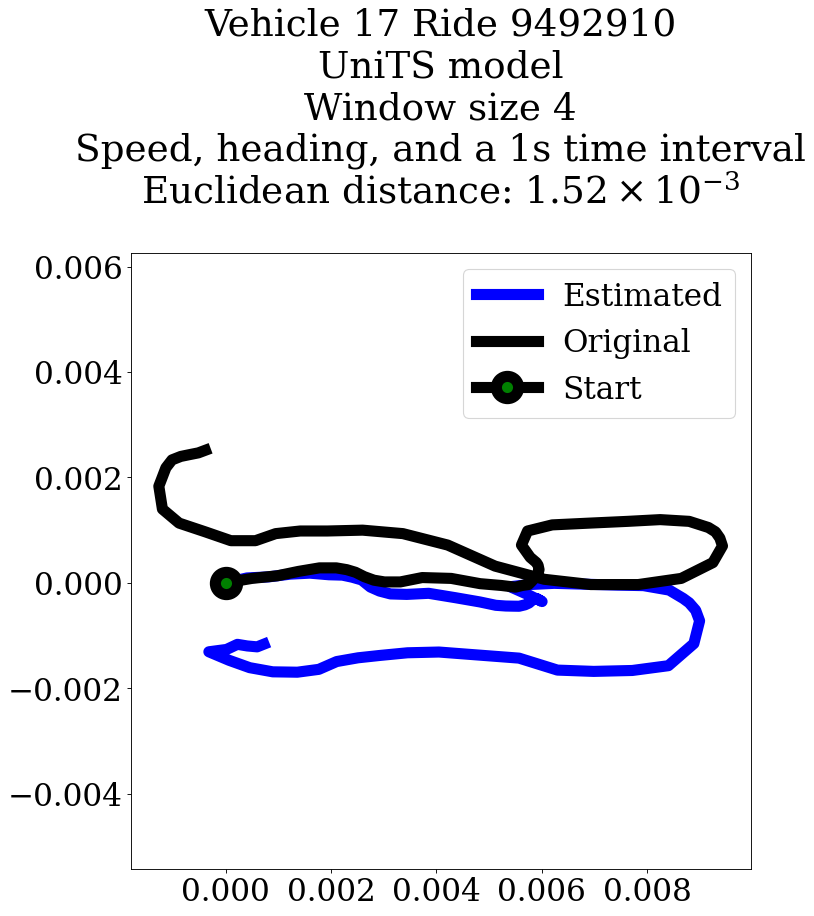 Vehicle 17 Ride 9492910
UniTS model
Window size 4
Speed, heading, and a 1s time interval
Euclidean distance: 1.52 × 10⁻³
0.006
0.004
0.002
0.000
−0.002
−0.004
Estimated
Original
Start
0.000 0.002 0.004 0.006 0.008